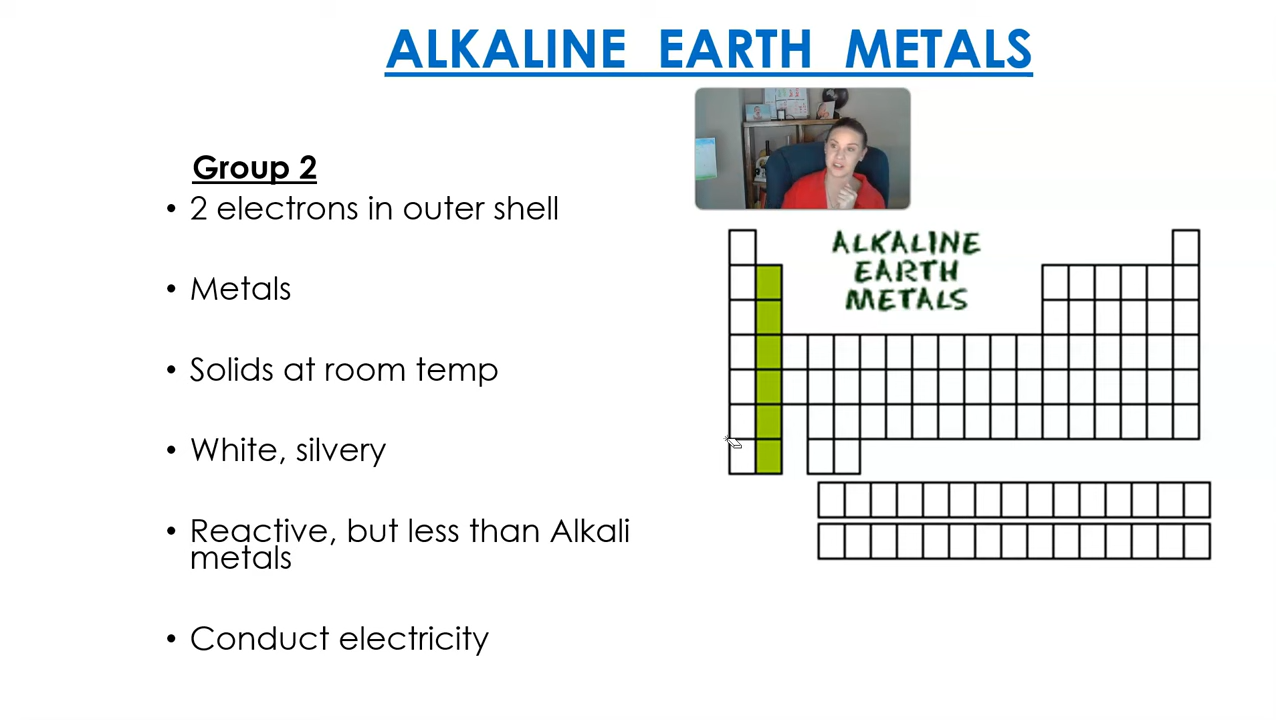 ALKALINE EARTH METALS
Group 2
• 2 electrons in outer shell
• Metals
• Solids at room temp
• White, silvery
• Reactive, but less than Alkali
metals
• Conduct electricity
ALKALINE
EARTH
METALS